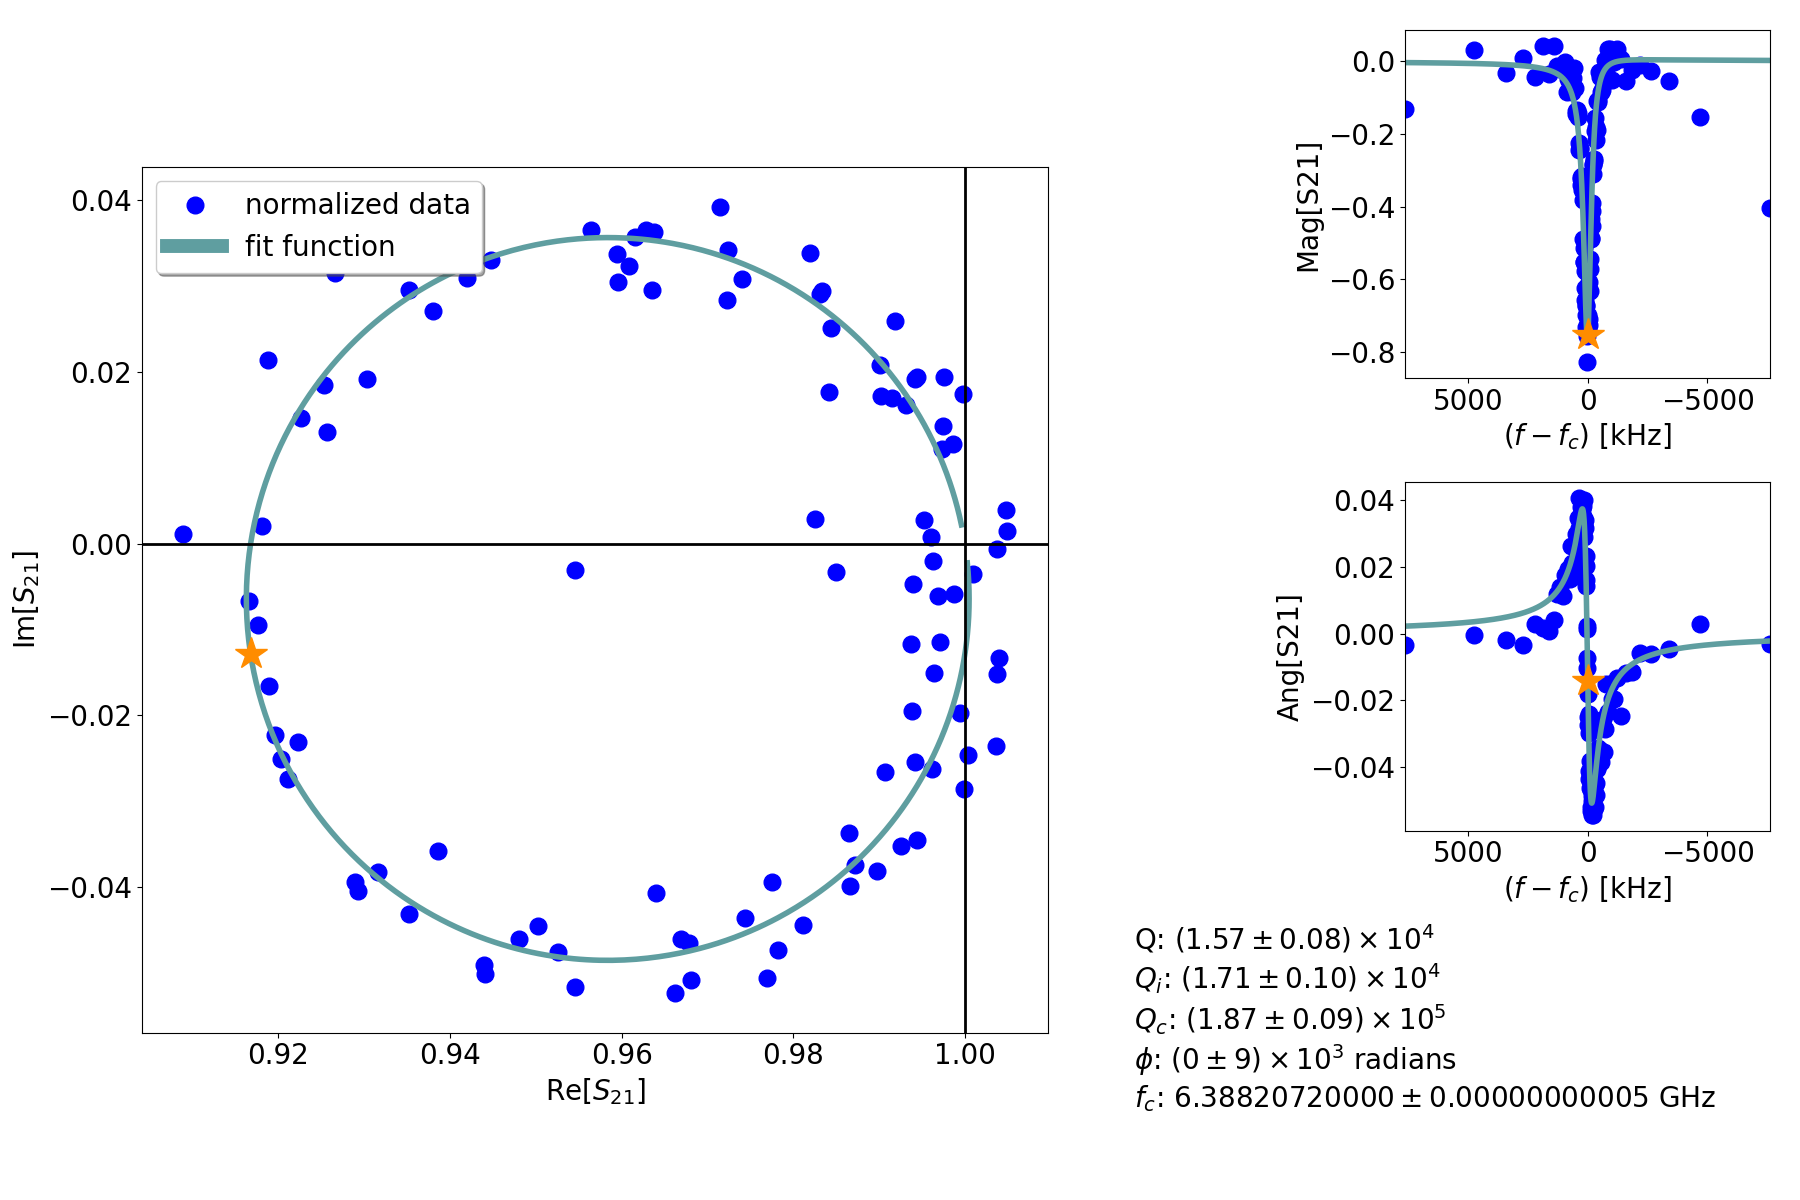 normalized data
fit function
0.04
0.02
0.00
−0.02
−0.04
Im[S21]
0.92 0.94 0.96 0.98 1.00
Re[S21]
0.0
−0.2
−0.4
−0.6
−0.8
Mag[S21]
5000 0 −5000
(f − fc) [kHz]
0.04
0.02
0.00
−0.02
−0.04
Ang[S21]
5000 0 −5000
(f − fc) [kHz]
Q: (1.57 ± 0.08) × 10^4
Qi: (1.71 ± 0.10) × 10^4
Qc: (1.87 ± 0.09) × 10^5
ϕ: (0 ± 9) × 10^3 radians
fc: 6.38820720000 ± 0.00000000005 GHz